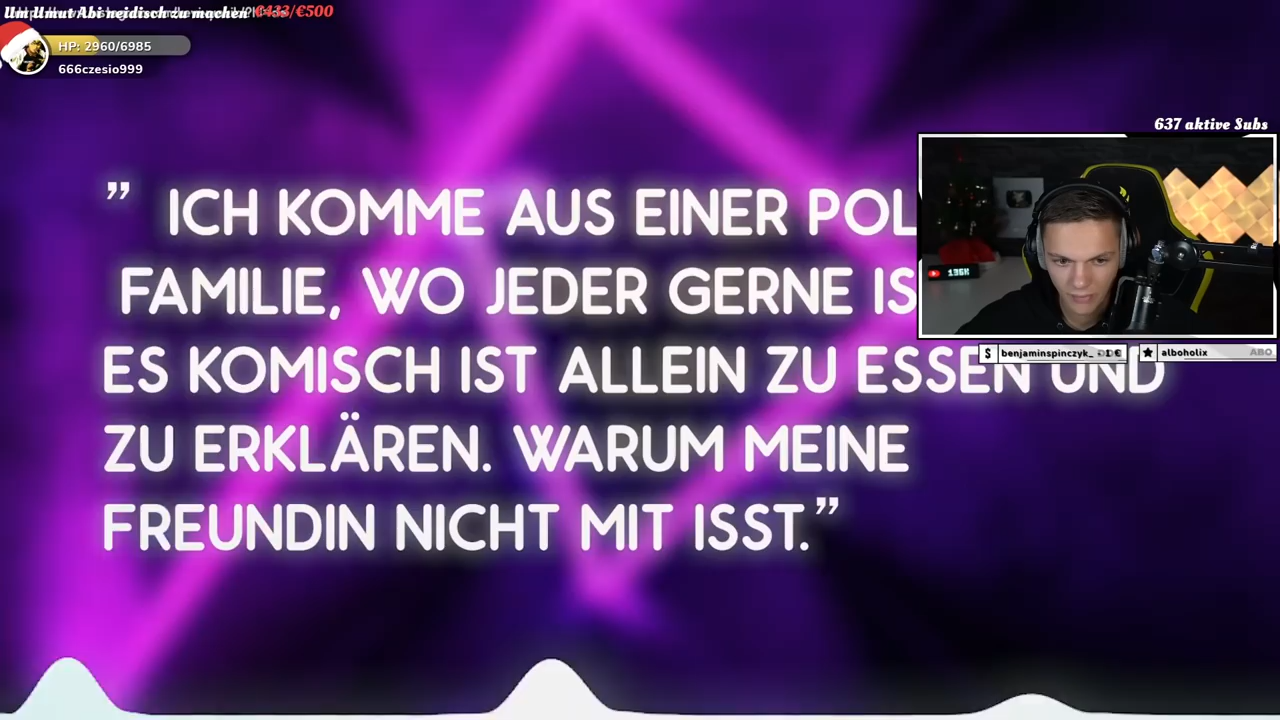 Um Umut Abi neidisch zu machen €433/€500
HP: 2960/6985
666czesio999
637 aktive Subs
” ICH KOMME AUS EINER POL
FAMILIE, WO JEDER GERNE IS
ES KOMISCH IST ALLEIN ZU ESSEN UND
ZU ERKLÄREN. WARUM MEINE
FREUNDIN NICHT MIT ISST.”
136K
$ benjaminspinczyk_
alboholix ABO